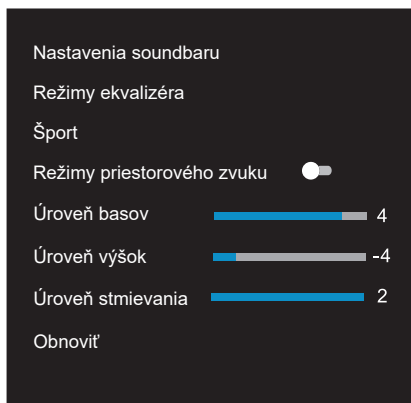 Nastavenia soundbaru
Režimy ekvalizéra
Šport
Režimy priestorového zvuku
Úroveň basov 4
Úroveň výšok -4
Úroveň stmievania 2
Obnoviť